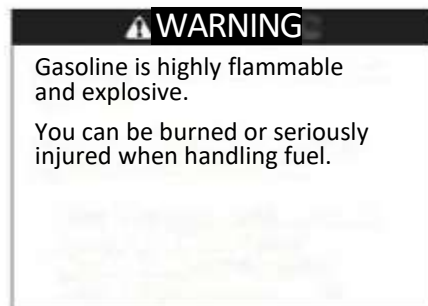 WARNING
Gasoline is highly flammable
and explosive.
You can be burned or seriously
injured when handling fuel.